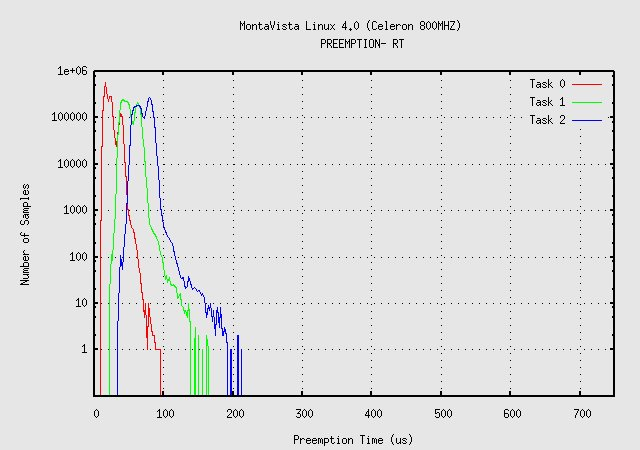 MontaVista Linux 4.0 (Celeron 800MHZ)
PREEMPTION- RT
1e+06
100000
10000
1000
100
10
1
Number of Samples
Task 0
Task 1
Task 2
0 100 200 300 400 500 600 700
Preemption Time (us)